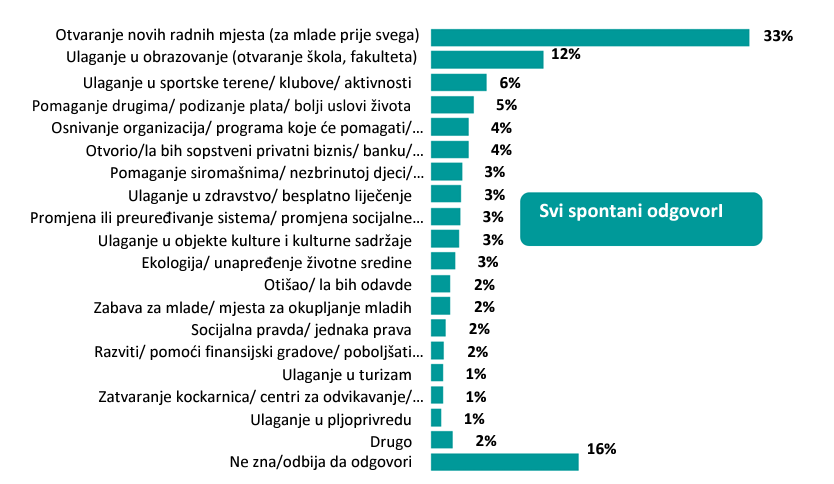 Otvaranje novih radnih mjesta (za mlade prije svega) 33%
Ulaganje u obrazovanje (otvaranje škola, fakulteta) 12%
Ulaganje u sportske terene/ klubove/ aktivnosti 6%
Pomaganje drugima/ podizanje plata/ bolji uslovi života 5%
Osnivanje organizacija/ programa koje će pomagati/... 4%
Otvorio/la bih sopstveni privatni biznis/ banku/... 4%
Pomaganje siromašnima/ nezbrinutoj djeci/... 3%
Ulaganje u zdravstvo/ besplatno liječenje 3%
Promjena ili preuređivanje sistema/ promjena socijalne... 3%
Svi spontani odgovorI
Ulaganje u objekte kulture i kulturne sadržaje 3%
Ekologija/ unapređenje životne sredine 3%
Otišao/ la bih odavde 2%
Zabava za mlade/ mjesta za okupljanje mladih 2%
Socijalna pravda/ jednaka prava 2%
Razviti/ pomoći finansijski gradove/ poboljšati... 2%
Ulaganje u turizam 1%
Zatvaranje kockarnica/ centri za odvikavanje/... 1%
Ulaganje u pljoprivredu 1%
Drugo 2%
Ne zna/odbija da odgovori 16%